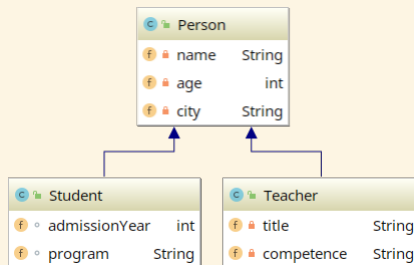 Person
name String
age int
city String
Student
admissionYear int
program String
Teacher
title String
competence String